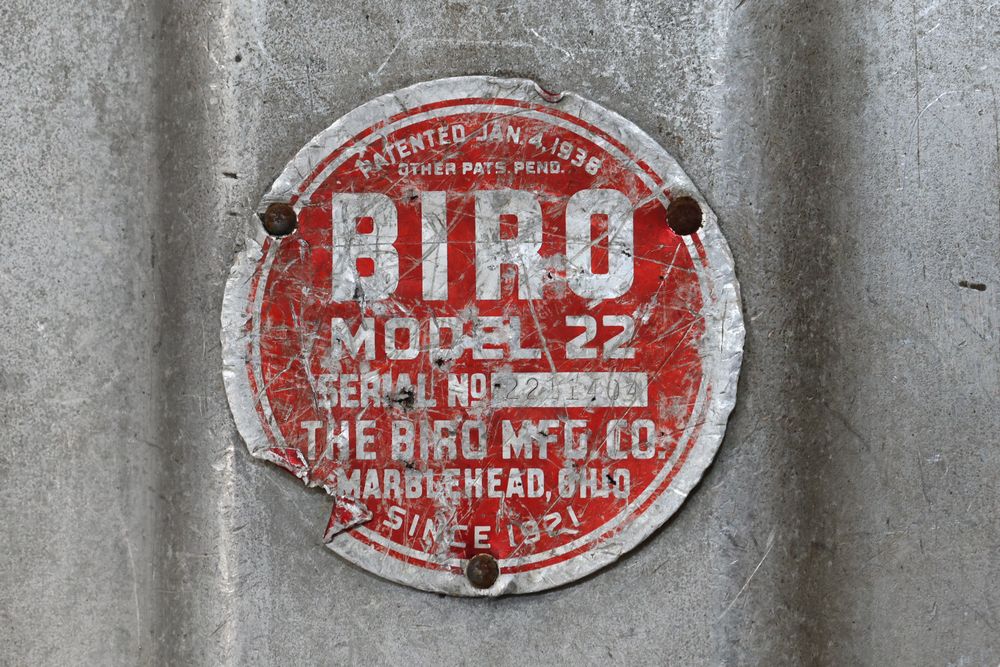 PATENTED JAN. 4, 1938
OTHER PATS. PEND.
BIRO
MODEL 22
SERIAL NO 2211403
THE BIRO MFG. CO.
MARBLEHEAD, OHIO
SINCE 1921